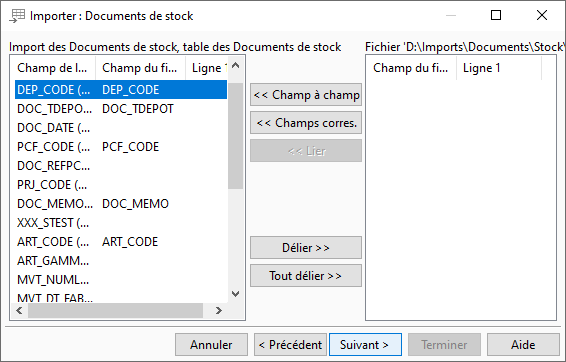 Importer : Documents de stock
Import des Documents de stock, table des Documents de stock
Fichier 'D:\Imports\Documents\Stock\
Champ de l... Champ du fi... Ligne 1
Champ du fi... Ligne 1
DEP_CODE (... DEP_CODE
<< Champ à champ
DOC_TDEPO... DOC_TDEPOT
DOC_DATE (...
<< Champs corres.
PCF_CODE (... PCF_CODE
<< Lier
DOC_REFPC...
PRJ_CODE (...
DOC_MEMO... DOC_MEMO
XXX_STEST (...
ART_CODE (... ART_CODE
Délier >>
ART_GAMM...
MVT_NUML...
Tout délier >>
MVT_DT_FAB...
Annuler < Précédent Suivant > Terminer Aide